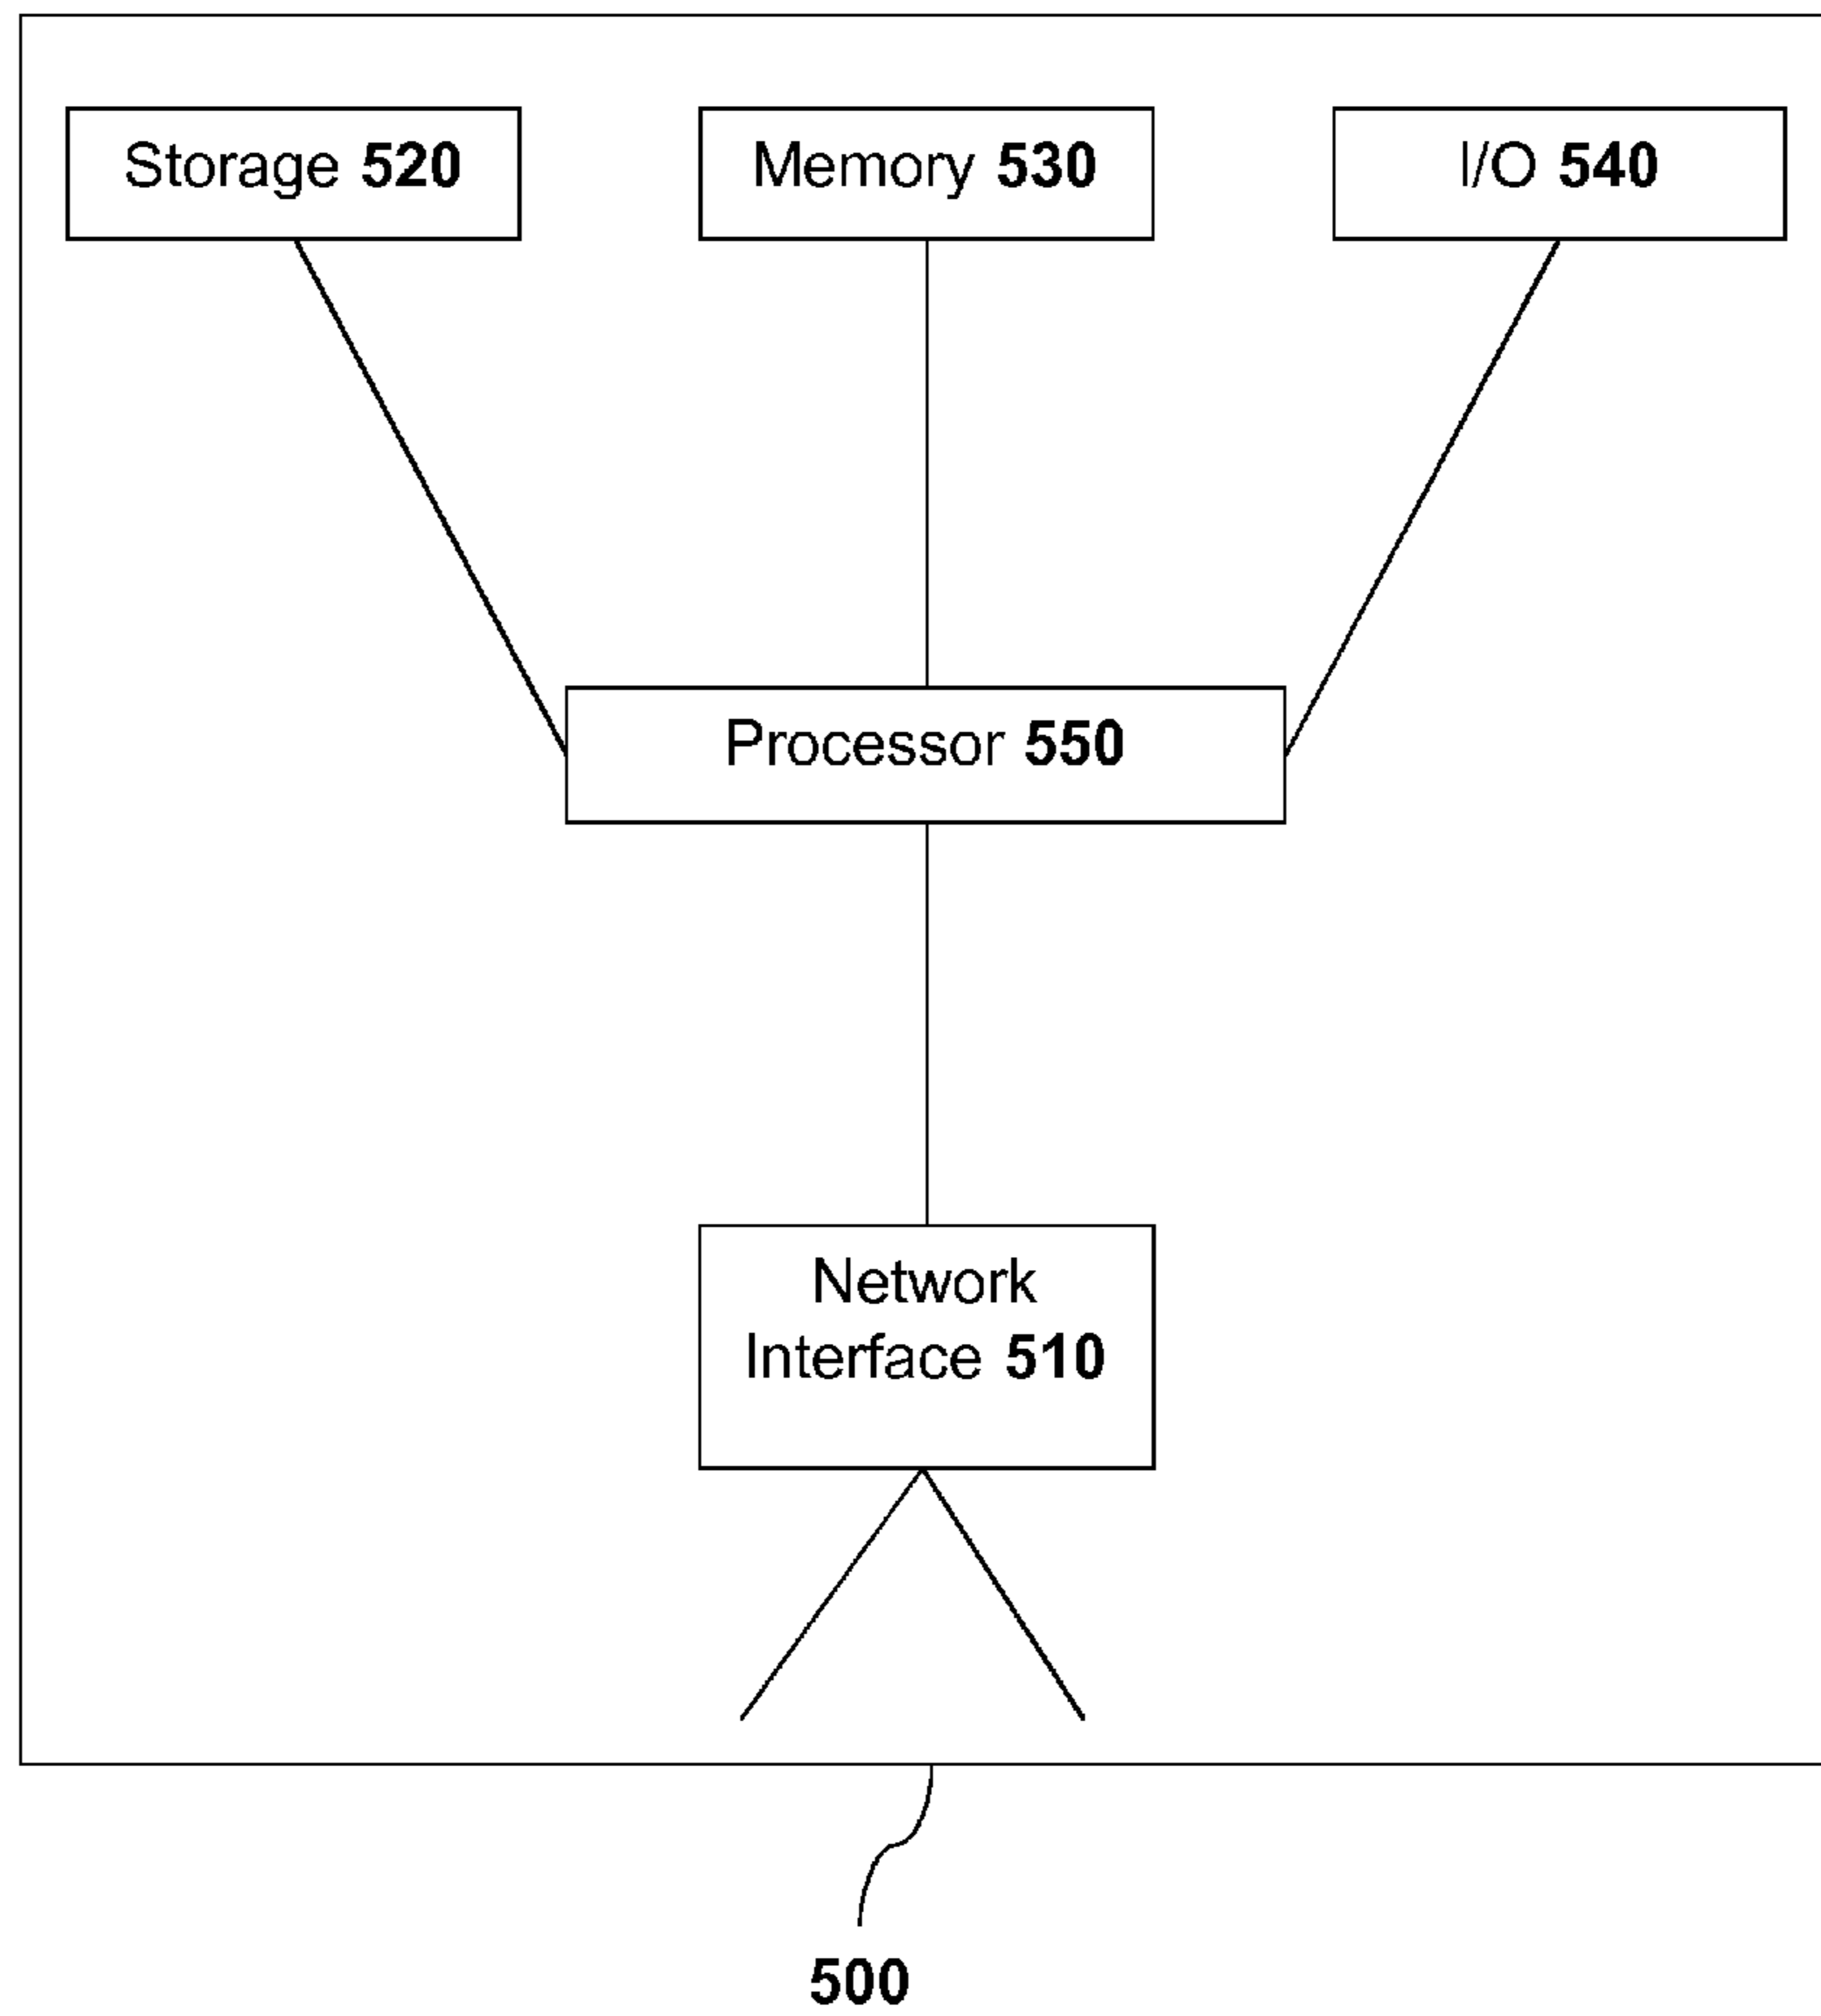 Storage 520
Memory 530
I/O 540
Processor 550
Network
Interface 510
500